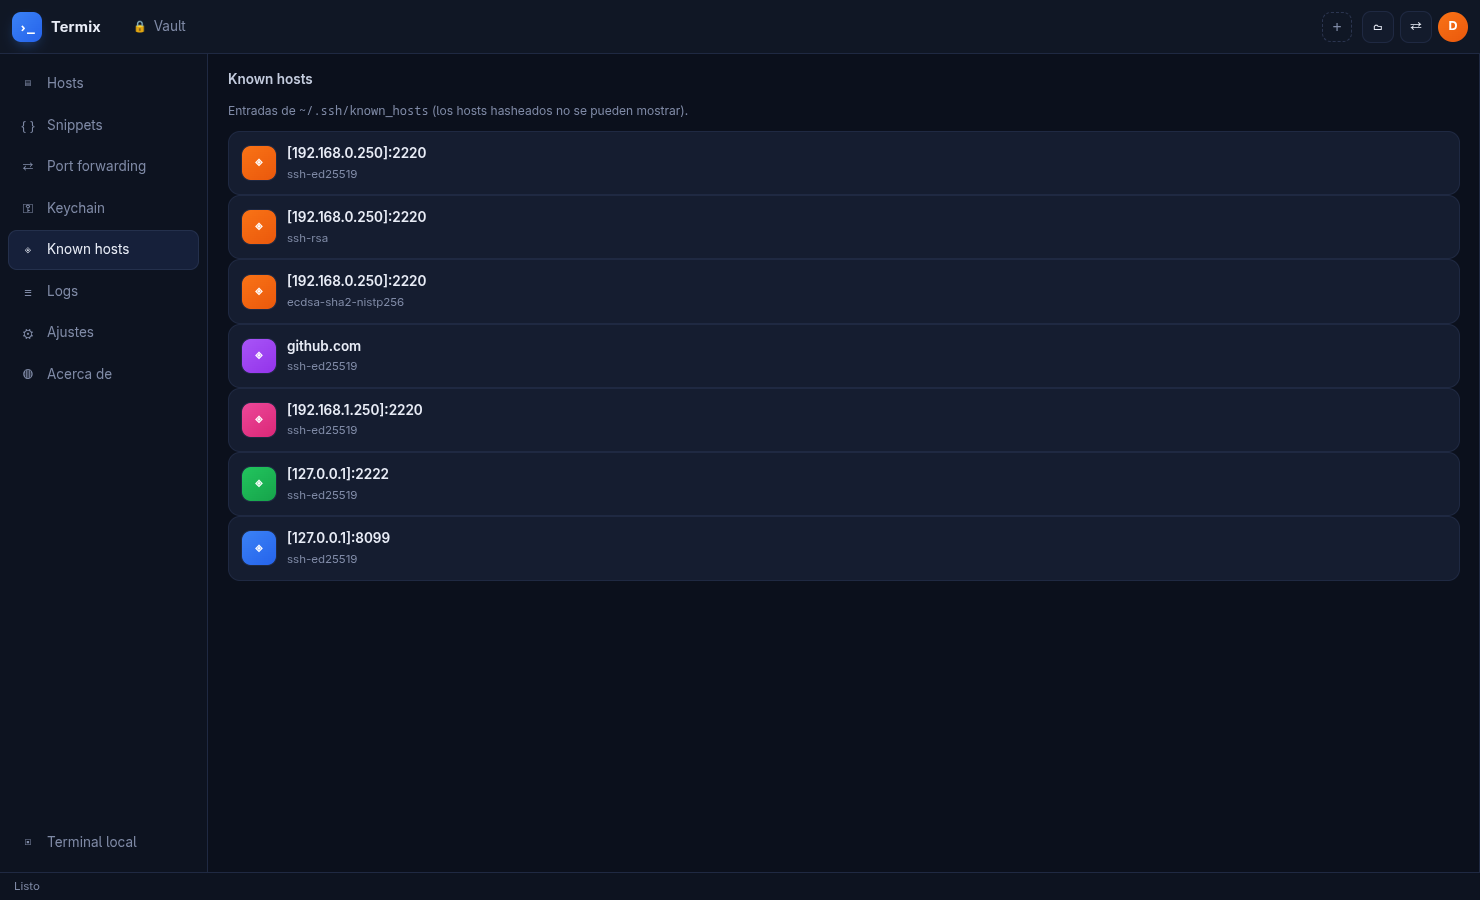 Termix
Vault
D
Hosts
Snippets
Port forwarding
Keychain
Known hosts
Logs
Ajustes
Acerca de
Terminal local
Known hosts
Entradas de ~/.ssh/known_hosts (los hosts hasheados no se pueden mostrar).
[192.168.0.250]:2220
ssh-ed25519
[192.168.0.250]:2220
ssh-rsa
[192.168.0.250]:2220
ecdsa-sha2-nistp256
github.com
ssh-ed25519
[192.168.1.250]:2220
ssh-ed25519
[127.0.0.1]:2222
ssh-ed25519
[127.0.0.1]:8099
ssh-ed25519
Listo